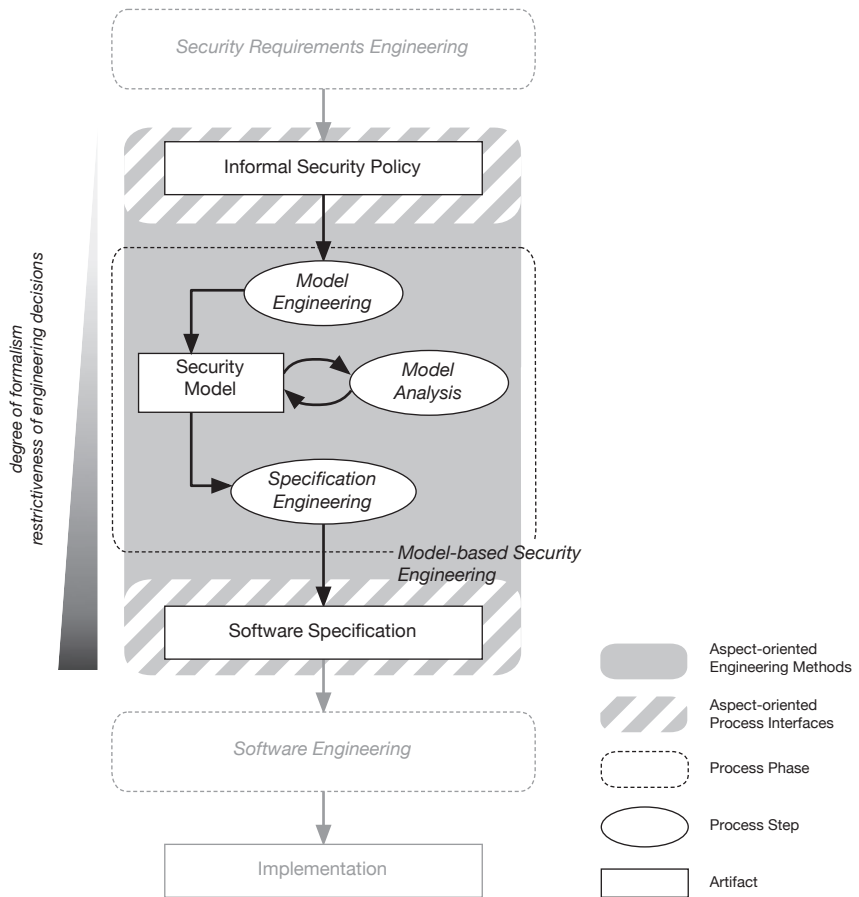 Security Requirements Engineering
Informal Security Policy
Model
Engineering
Security
Model
Model
Analysis
Specification
Engineering
Model-based Security
Engineering
Software Specification
Software Engineering
Implementation
degree of formalism
restrictiveness of engineering decisions
Aspect-oriented
Engineering Methods
Aspect-oriented
Process Interfaces
Process Phase
Process Step
Artifact